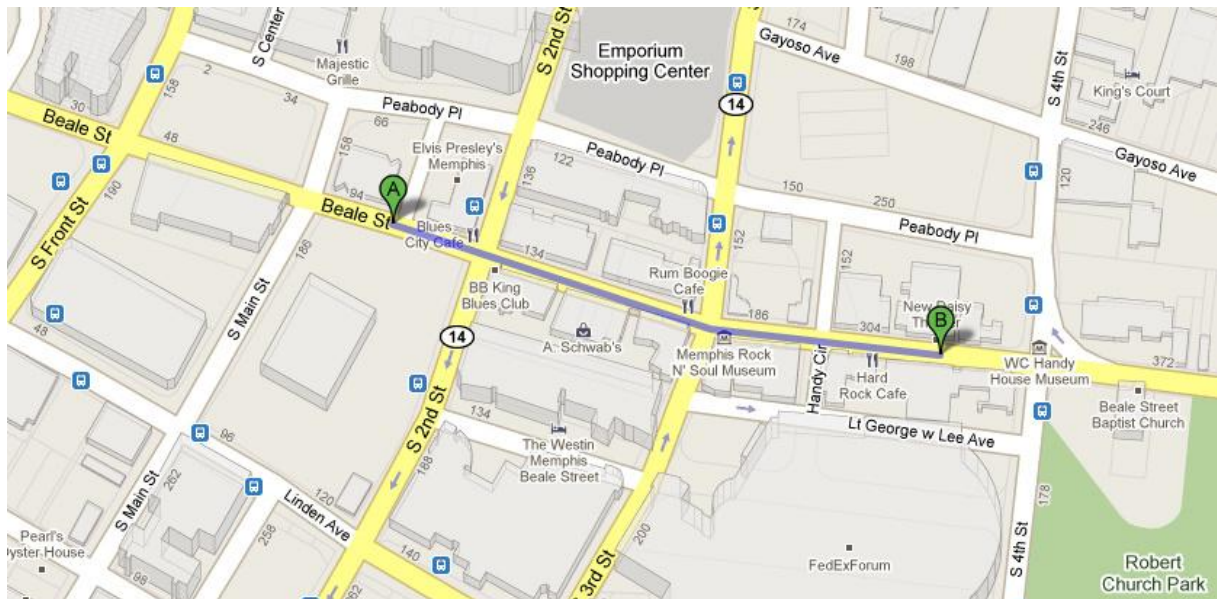 S Center
S 2nd St
Emporium
Shopping Center
174
Gayoso Ave
198
S 4th St
King's Court
Majestic
Grille
2
158
34
30
Beale St
48
Peabody Pl
66
158
14
246
Gayoso Ave
Elvis Presley's
Memphis
122
136
Peabody Pl
150
250
120
Peabody Pl
190
94
A
Beale St
Blues
City Cafe
134
152
152
S Front St
186
S Main St
BB King
Blues Club
Rum Boogie
Cafe
186
304
New Daisy
B
A. Schwab's
Memphis Rock
N' Soul Museum
Handy Cir
Hard
Rock Cafe
WC Handy
House Museum
372
Beale Street
Baptist Church
48
14
S 2nd St
134
Lt George w Lee Ave
The Westin
Memphis
Beale Street
96
188
S Main St
262
120
Linden Ave
258
178
S 4th St
200
Pearl's
Oyster House
98
140
S 3rd St
FedExForum
Robert
Church Park